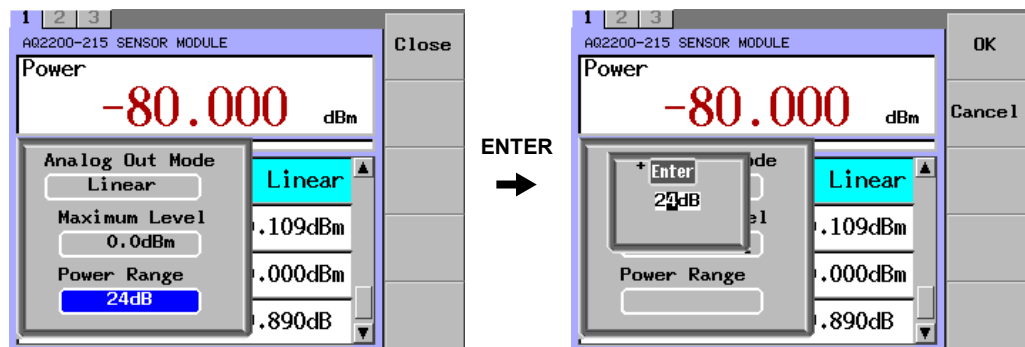 1 2 3
AQ2200-215 SENSOR MODULE
Close
Power
-80.000 dBm
Analog Out Mode
Linear
Linear
Maximum Level
0.0dBm
.109dBm
Power Range
24dB
.000dBm
.890dB
ENTER
1 2 3
AQ2200-215 SENSOR MODULE
OK
Power
-80.000 dBm
Cancel
de
+ Enter
24dB
Linear
el
.109dBm
Power Range
.000dBm
.890dB